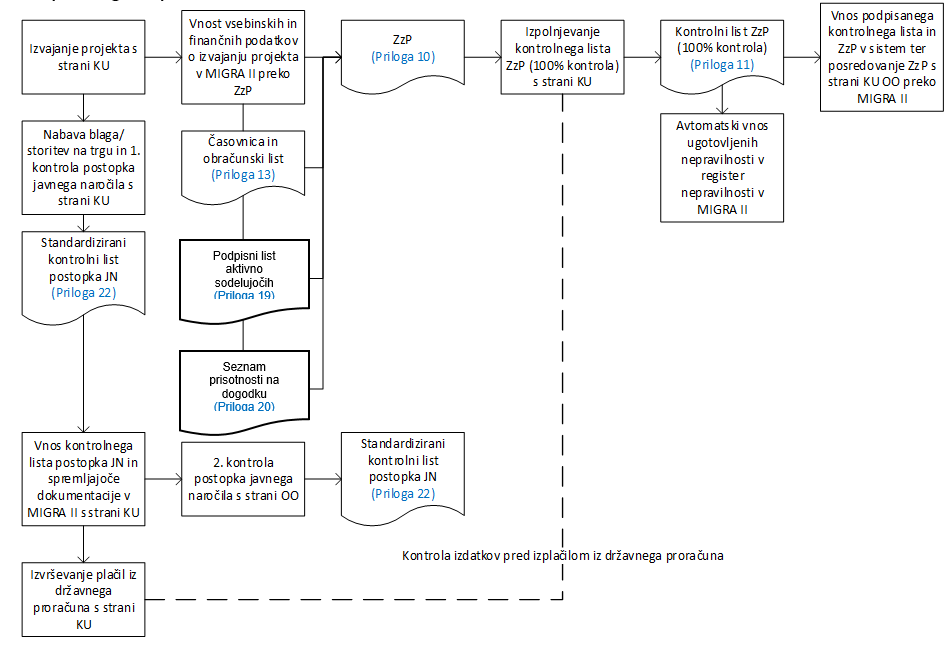 Izvajanje projekta s
strani KU
Vnost vsebinskih in
finančnih podatkov
o izvajanju projekta
v MIGRA II preko
ZzP
ZzP
(Priloga 10)
Izpolnjevanje
kontrolnega lista
ZzP (100% kontrola)
s strani KU
Kontrolni list ZzP
(100% kontrola)
(Priloga 11)
Vnos podpisanega
kontrolnega lista in
ZzP v sistem ter
posredovanje ZzP s
strani KU OO preko
MIGRA II
Nabava blaga/
storitev na trgu in 1.
kontrola postopka
javnega naročila s
strani KU
Časovnica in
obračunski list
(Priloga 13)
Avtomatski vnos
ugotovljenih
nepravilnosti v
register
nepravilnosti v
MIGRA II
Standardizirani
kontrolni list
postopka JN
(Priloga 22)
Podpisni list
aktivno
sodelujočih
(Priloga 19)
Seznam
prisotnosti na
dogodku
(Priloga 20)
Vnos kontrolnega
lista postopka JN in
spremljajoče
dokumentacije v
MIGRA II s strani KU
2. kontrola
postopka javnega
naročila s strani OO
Standardizirani
kontrolni list
postopka JN
(Priloga 22)
Kontrola izdatkov pred izplačilom iz državnega proračuna
Izvrševanje plačil iz
državnega
proračuna s strani
KU